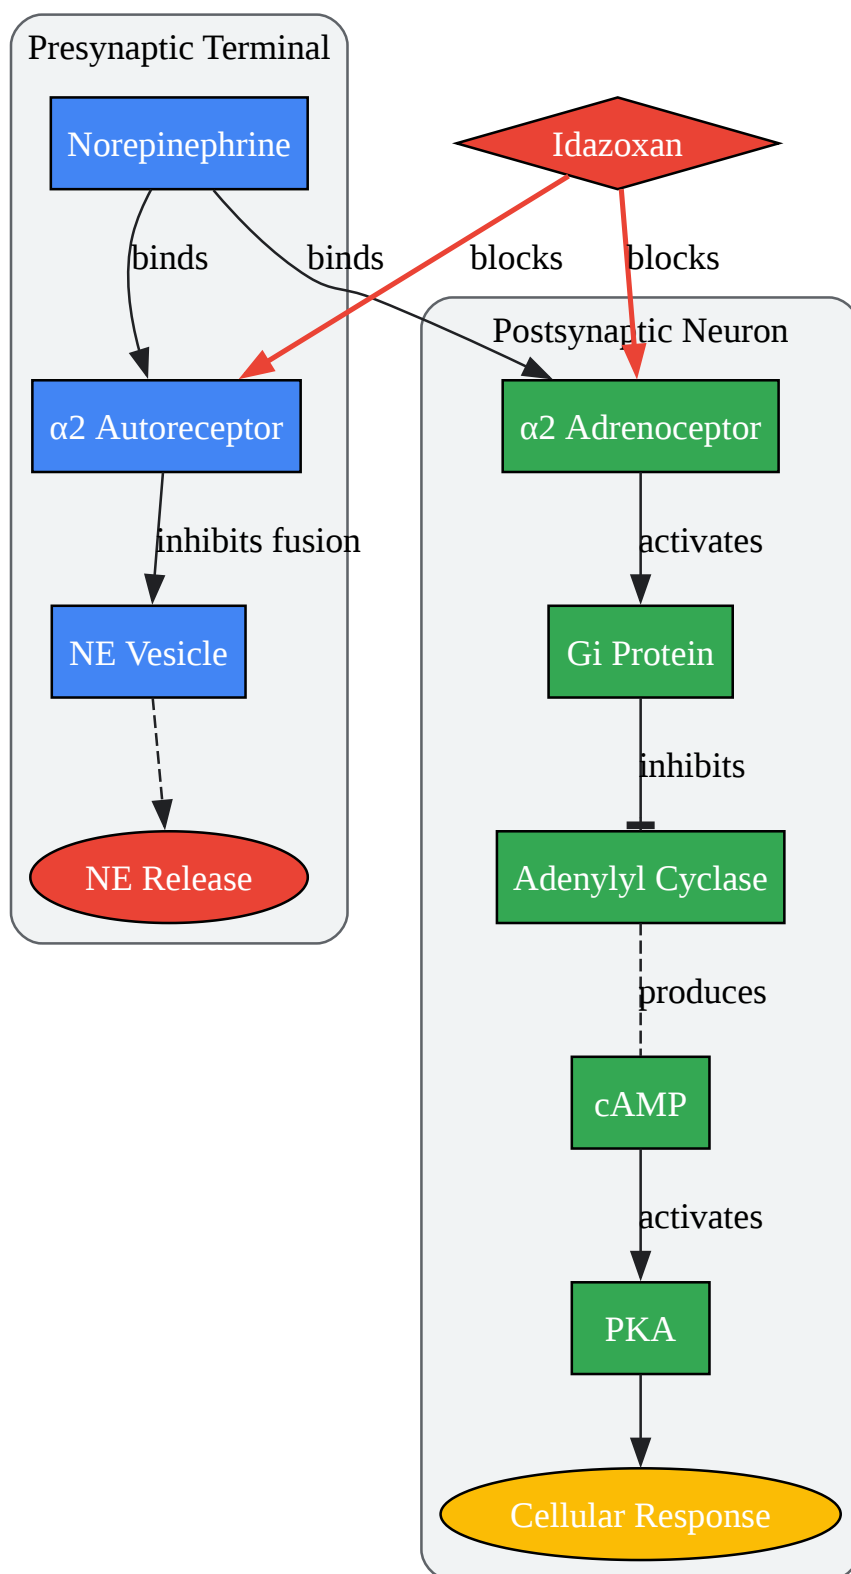 Presynaptic Terminal
Norepinephrine
Idazoxan
binds
binds
blocks
blocks
Postsynaptic Neuron
α2 Autoreceptor
α2 Adrenoceptor
inhibits fusion
activates
NE Vesicle
Gi Protein
inhibits
NE Release
Adenylyl Cyclase
produces
cAMP
activates
PKA
Cellular Response